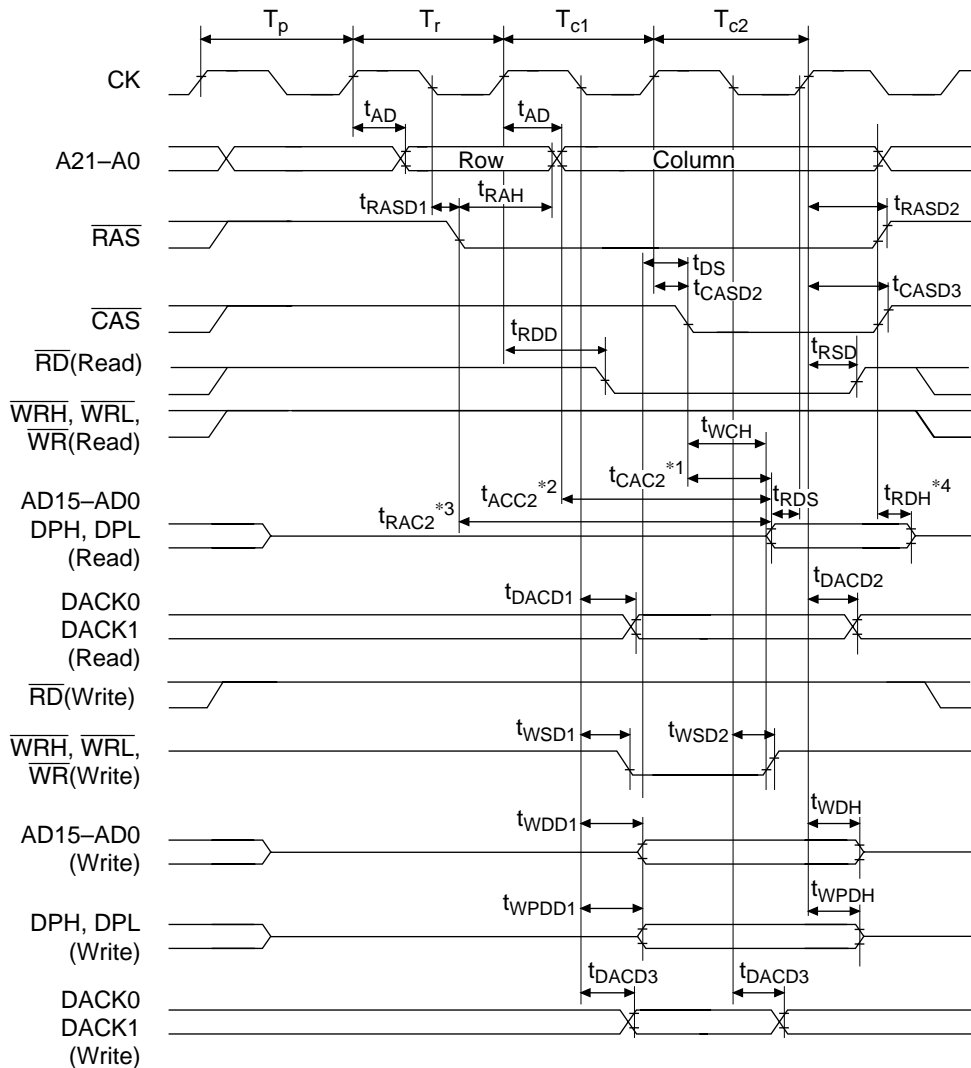 Tp Tr Tc1 Tc2
CK
tAD tAD
A21–A0 Row Column
tRASD1 tRAH tRASD2
RAS
tDS
tCASD2 tCASD3
CAS
tRDD tRSD
RD(Read)
WRH, WRL,
WR(Read)
tWCH
tCAC2*1
AD15–AD0 tACC2*2 tRDS tRDH*4
DPH, DPL tRAC2*3
(Read)
DACK0 tDACD1 tDACD2
DACK1
(Read)
RD(Write)
WRH, WRL, tWSD1 tWSD2
WR(Write)
AD15–AD0 tWDD1 tWDH
(Write)
DPH, DPL tWPDD1 tWPDH
(Write)
DACK0 tDACD3 tDACD3
DACK1
(Write)